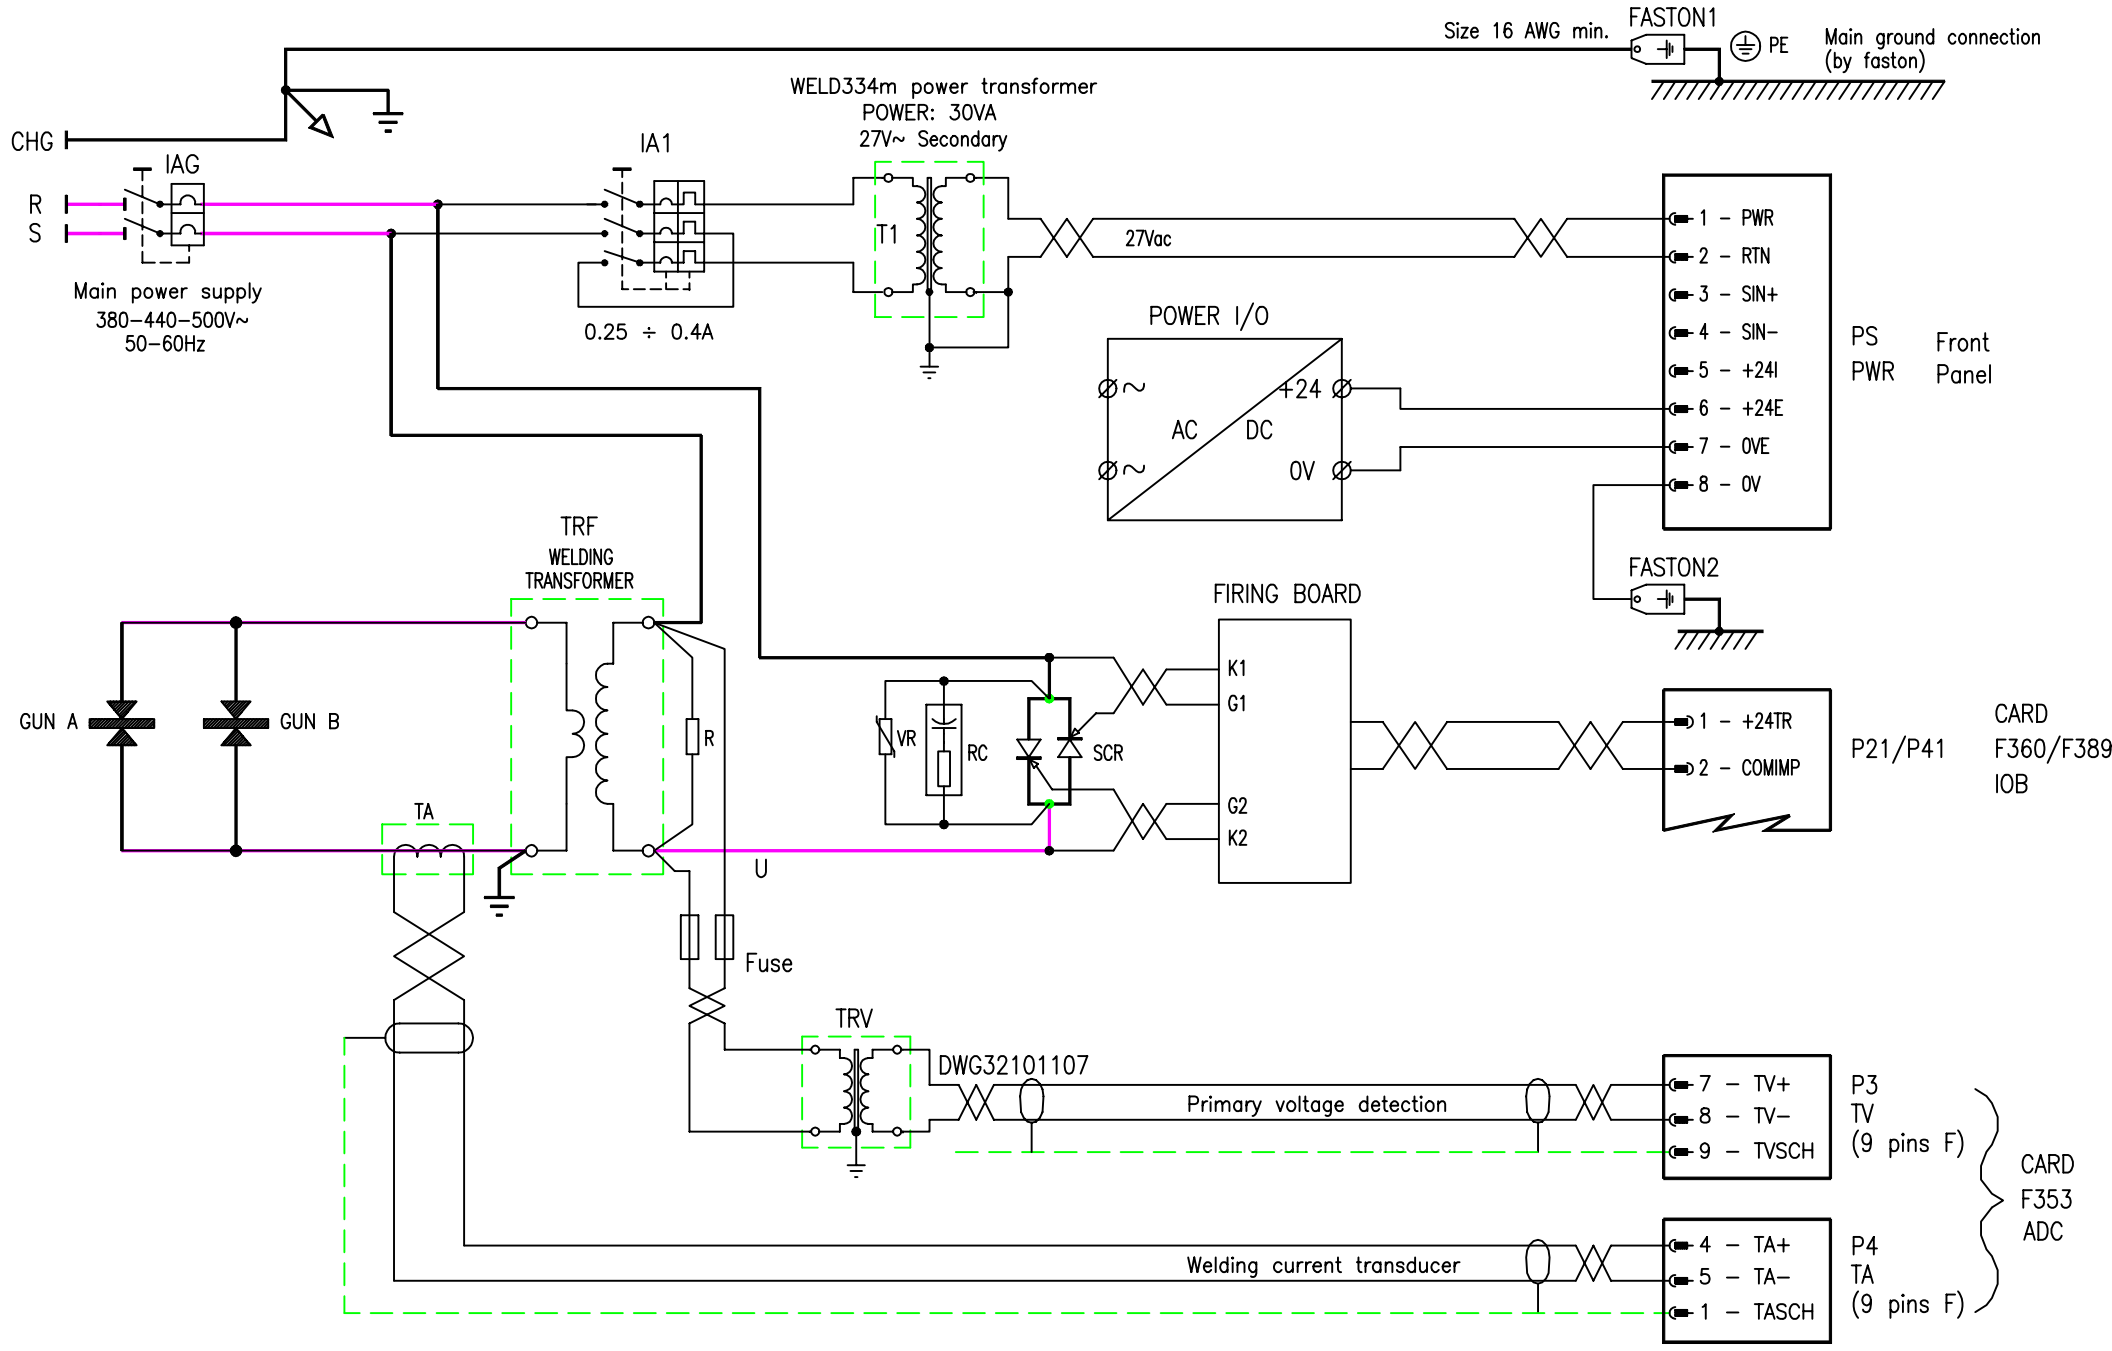 FASTON1
Size 16 AWG min.
PE
Main ground connection
(by faston)
WELD334m power transformer
POWER: 30VA
27V~ Secondary
CHG
IAG
IA1
R
S
T1
27Vac
1 - PWR
2 - RTN
3 - SIN+
4 - SIN-
5 - +24I
6 - +24E
7 - 0VE
8 - 0V
PS
PWR
Front
Panel
Main power supply
380-440-500V~
50-60Hz
0.25 ÷ 0.4A
POWER I/O
~
+24
AC
DC
~
0V
TRF
WELDING
TRANSFORMER
FASTON2
FIRING BOARD
K1
G1
G2
K2
GUN A
GUN B
R
VR
RC
SCR
1 - +24TR
2 - COMIMP
P21/P41
CARD
F360/F389
IOB
TA
U
Fuse
TRV
DWG32101107
Primary voltage detection
7 - TV+
8 - TV-
9 - TVSCH
P3
TV
(9 pins F)
CARD
F353
ADC
Welding current transducer
4 - TA+
5 - TA-
1 - TASCH
P4
TA
(9 pins F)